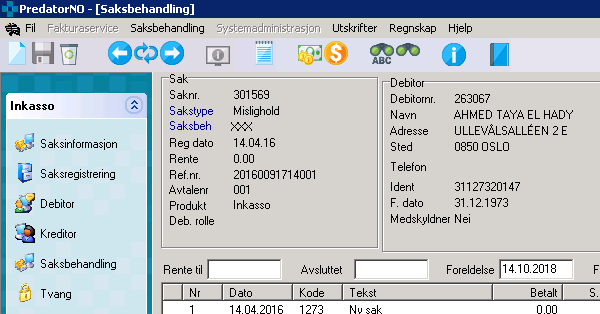 PredatorNO - [Saksbehandling]
Fil Fakturaservice Saksbehandling Systemadministrasjon Utskrifter Regnskap Hjelp
ABC
Inkasso
Saksinformasjon
Saksregistrering
Debitor
Kreditor
Saksbehandling
Tvang
Sak
Saknr. 301569
Sakstype Mislighold
Saksbeh XXX
Reg dato 14.04.16
Rente 0.00
Ref.nr. 20160091714001
Avtalenr 001
Produkt Inkasso
Deb. rolle
Debitor
Debitornr. 263067
Navn AHMED TAYA EL HADY
Adresse ULLEVÅLSALLÉEN 2 E
Sted 0850 OSLO
Telefon
Ident 31127320147
F. dato 31.12.1973
Medskyldner Nei
Rente til Avsluttet Foreldelse 14.10.2018 F
Nr Dato Kode Tekst Betalt S.
1 14.04.2016 1273 Ny sak 0.00